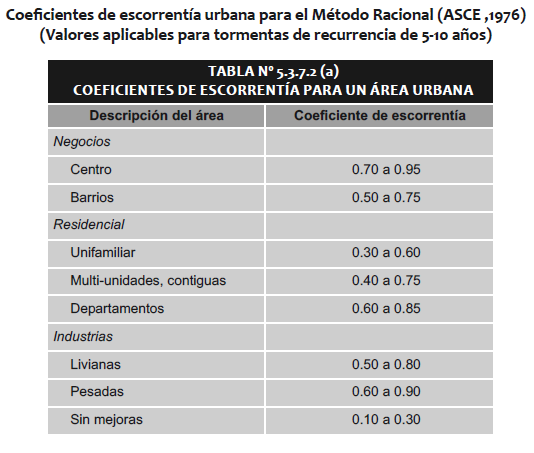 Coeficientes de escorrentía urbana para el Método Racional (ASCE ,1976)
(Valores aplicables para tormentas de recurrencia de 5-10 años)
TABLA Nº 5.3.7.2 (a)
COEFICIENTES DE ESCORRENTÍA PARA UN ÁREA URBANA
Descripción del área Coeficiente de escorrentía
Negocios
Centro 0.70 a 0.95
Barrios 0.50 a 0.75
Residencial
Unifamiliar 0.30 a 0.60
Multi-unidades, contiguas 0.40 a 0.75
Departamentos 0.60 a 0.85
Industrias
Livianas 0.50 a 0.80
Pesadas 0.60 a 0.90
Sin mejoras 0.10 a 0.30